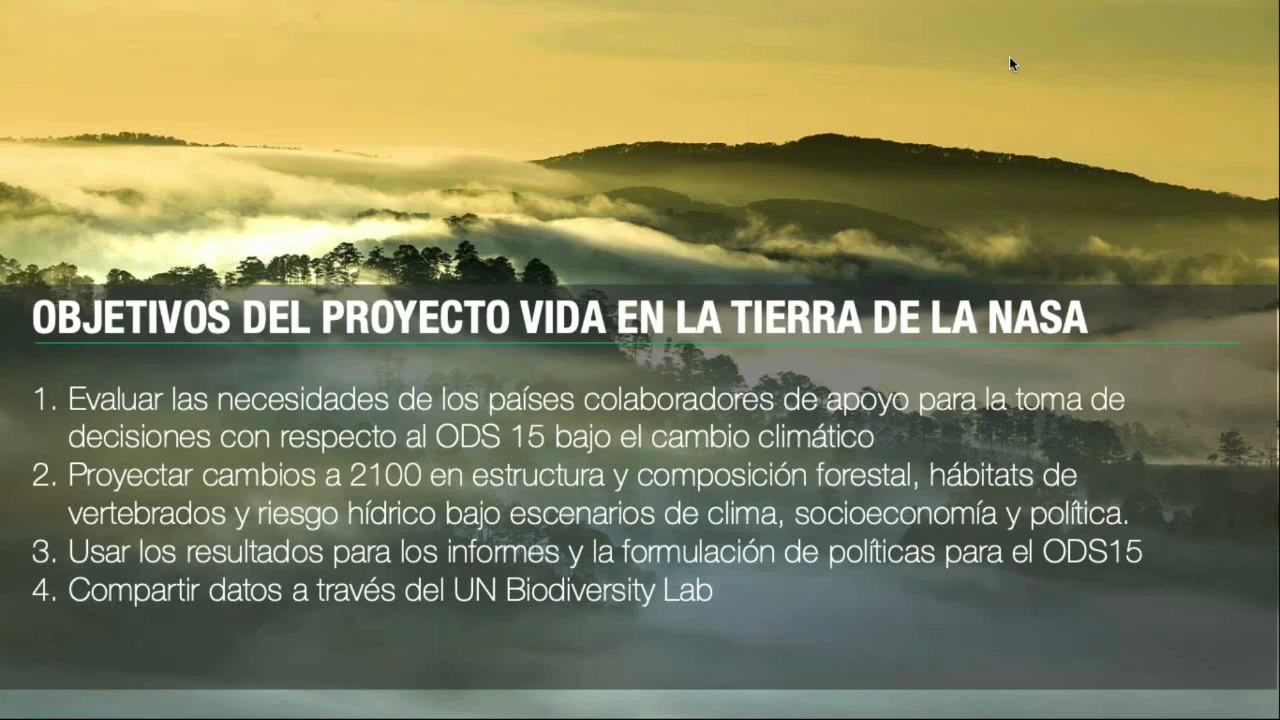 OBJETIVOS DEL PROYECTO VIDA EN LA TIERRA DE LA NASA
1. Evaluar las necesidades de los países colaboradores de apoyo para la toma de
decisiones con respecto al ODS 15 bajo el cambio climático
2. Proyectar cambios a 2100 en estructura y composición forestal, hábitats de
vertebrados y riesgo hídrico bajo escenarios de clima, socioeconomía y política.
3. Usar los resultados para los informes y la formulación de políticas para el ODS15
4. Compartir datos a través del UN Biodiversity Lab